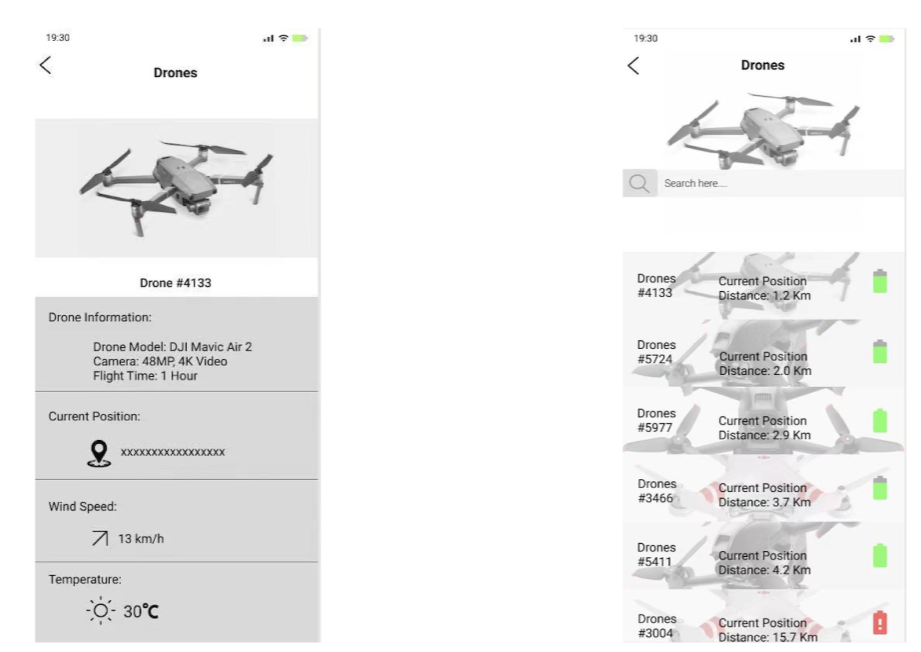 19:30
Drones
Drone #4133
Drone Information:
Drone Model: DJI Mavic Air 2
Camera: 48MP, 4K Video
Flight Time: 1 Hour
Current Position:
xxxxxxxxxxxxxxxxx
Wind Speed:
13 km/h
Temperature:
30°C
19:30
Drones
Search here...
Drones
#4133
Current Position
Distance: 1.2 Km
Drones
#5724
Current Position
Distance: 2.0 Km
Drones
#5977
Current Position
Distance: 2.9 Km
Drones
#3466
Current Position
Distance: 3.7 Km
Drones
#5411
Current Position
Distance: 4.2 Km
Drones
#3004
Current Position
Distance: 15.7 Km